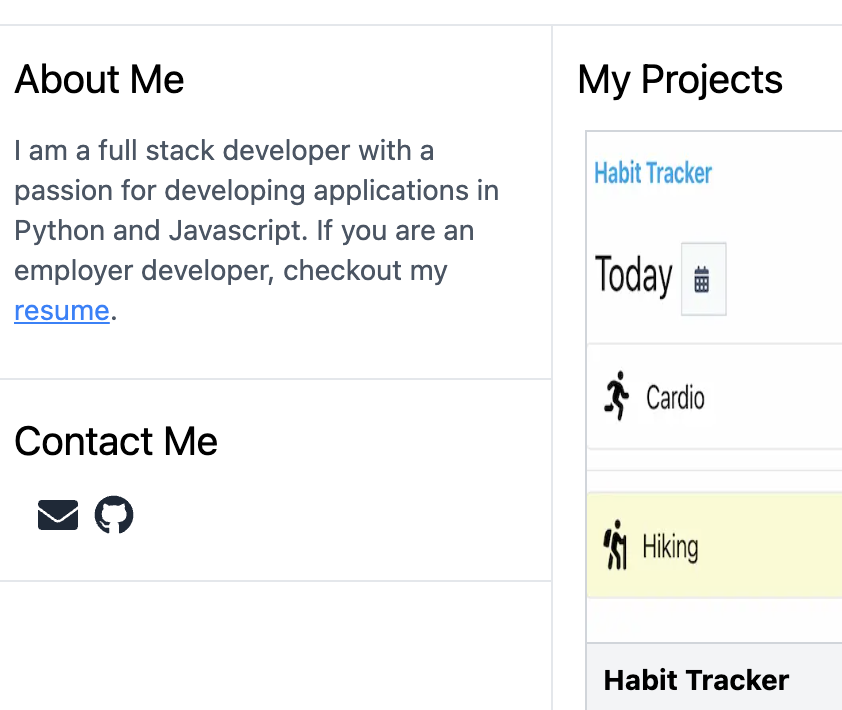 About Me
I am a full stack developer with a
passion for developing applications in
Python and Javascript. If you are an
employer developer, checkout my
resume.
Contact Me
My Projects
Habit Tracker
Today
Cardio
Hiking
Habit Tracker